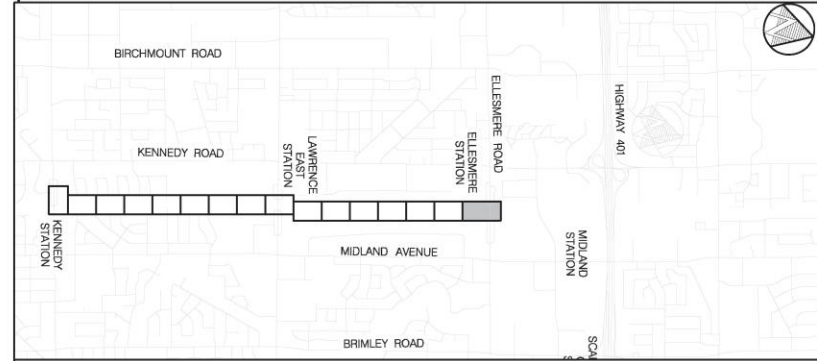 BIRCHMOUNT ROAD
KENNEDY ROAD
LAWRENCE
EAST
STATION
ELLESMERE
STATION
ELLESMERE ROAD
HIGHWAY 401
KENNEDY
STATION
MIDLAND AVENUE
MIDLAND
STATION
BRIMLEY ROAD